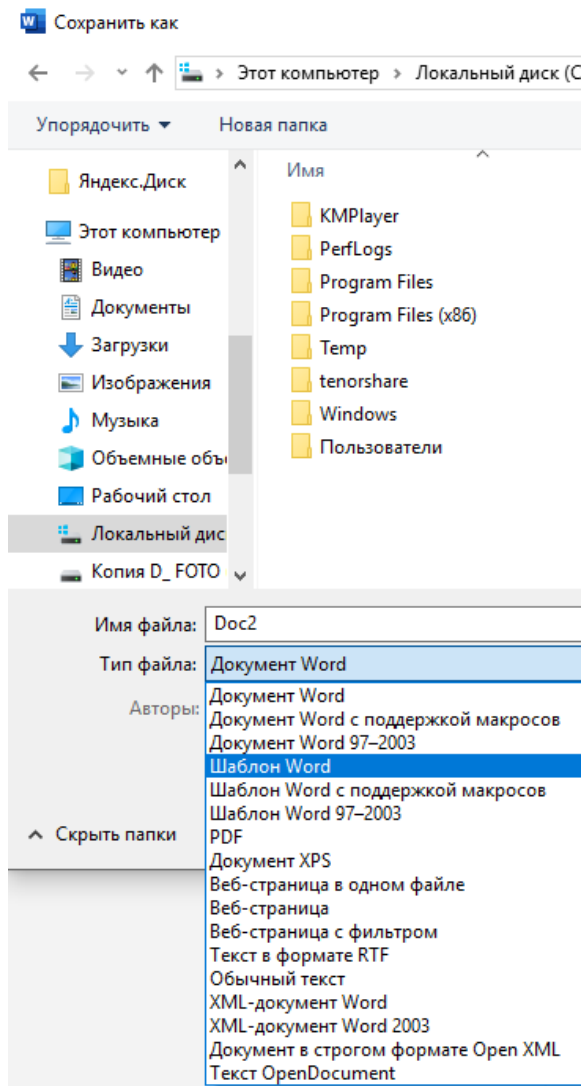 W Сохранить как
Этот компьютер > Локальный диск (C
Упорядочить Новая папка
Имя
Яндекс.Диск
Этот компьютер
Видео
Документы
Загрузки
Изображения
Музыка
Объемные объ
Рабочий стол
Локальный дис
Копия D_ FOTO
KMPlayer
PerfLogs
Program Files
Program Files (x86)
Temp
tenorshare
Windows
Пользователи
Имя файла: Doc2
Тип файла: Документ Word
Авторы:
Документ Word
Документ Word с поддержкой макросов
Документ Word 97–2003
Шаблон Word
Шаблон Word с поддержкой макросов
Шаблон Word 97–2003
PDF
Документ XPS
Веб-страница в одном файле
Веб-страница
Веб-страница с фильтром
Текст в формате RTF
Обычный текст
XML-документ Word
XML-документ Word 2003
Документ в строгом формате Open XML
Текст OpenDocument
Скрыть папки